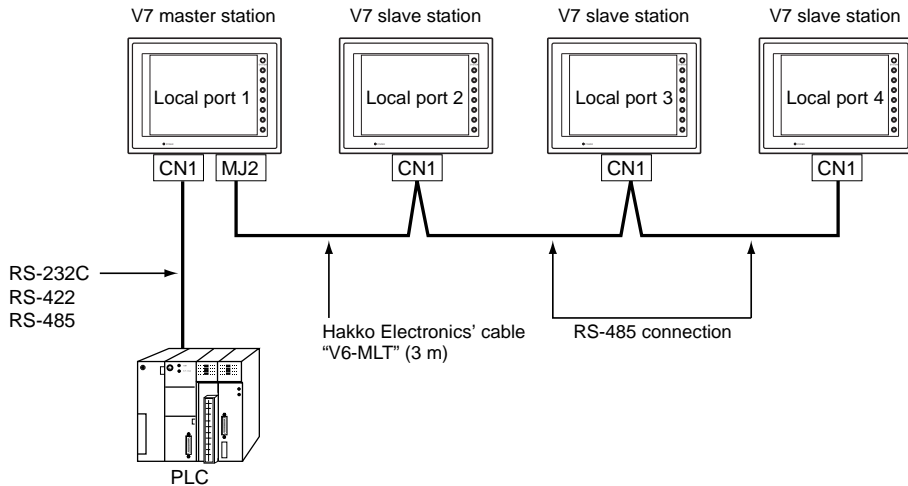 V7 master station
V7 slave station
V7 slave station
V7 slave station
Local port 1
Local port 2
Local port 3
Local port 4
CN1
MJ2
CN1
CN1
CN1
RS-232C
RS-422
RS-485
Hakko Electronics’ cable
“V6-MLT” (3 m)
RS-485 connection
PLC